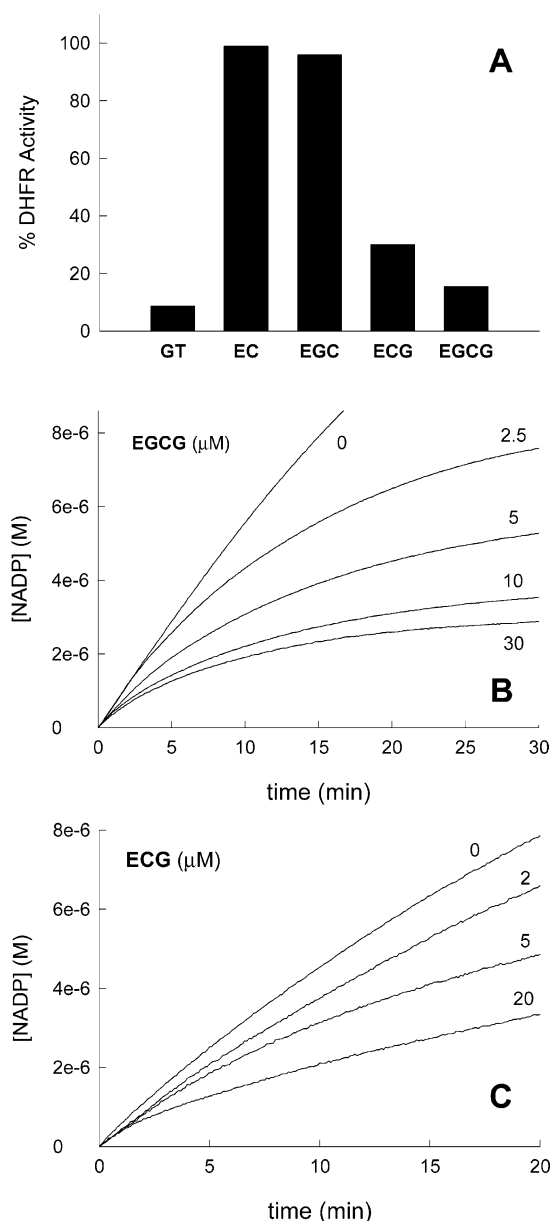 A
% DHFR Activity
100
80
60
40
20
0
GT EC EGC ECG EGCG
EGCG (μM)
0
2.5
5
10
30
[NADP] (M)
8e-6
6e-6
4e-6
2e-6
0
B
0 5 10 15 20 25 30
time (min)
ECG (μM)
0
2
5
20
[NADP] (M)
8e-6
6e-6
4e-6
2e-6
0
C
0 5 10 15 20
time (min)